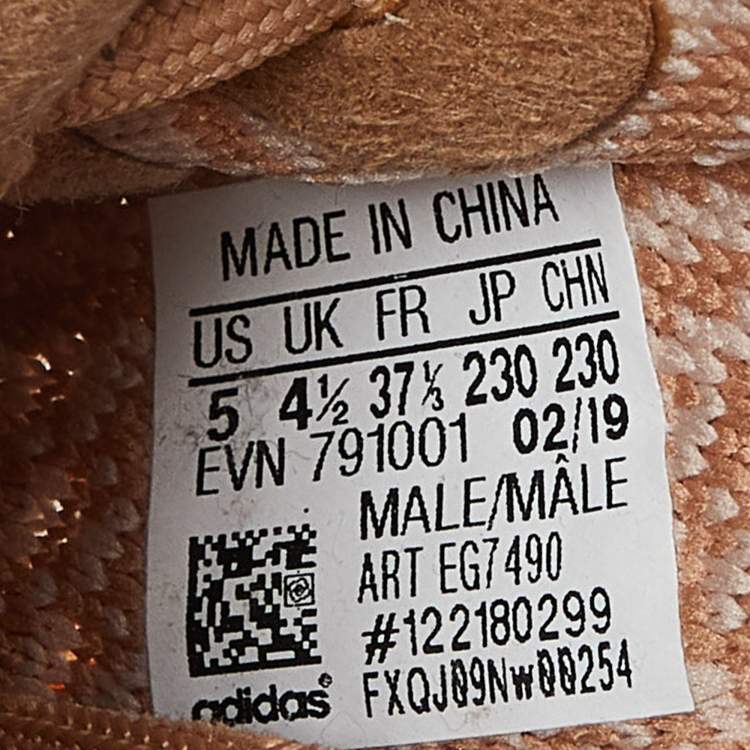 MADE IN CHINA
US UK FR JP CHN
5 4½ 37⅓ 230 230
EVN 791001 02/19
MALE/MÂLE
ART EG7490
#122180299
FXQJ09Nw00254
adidas®